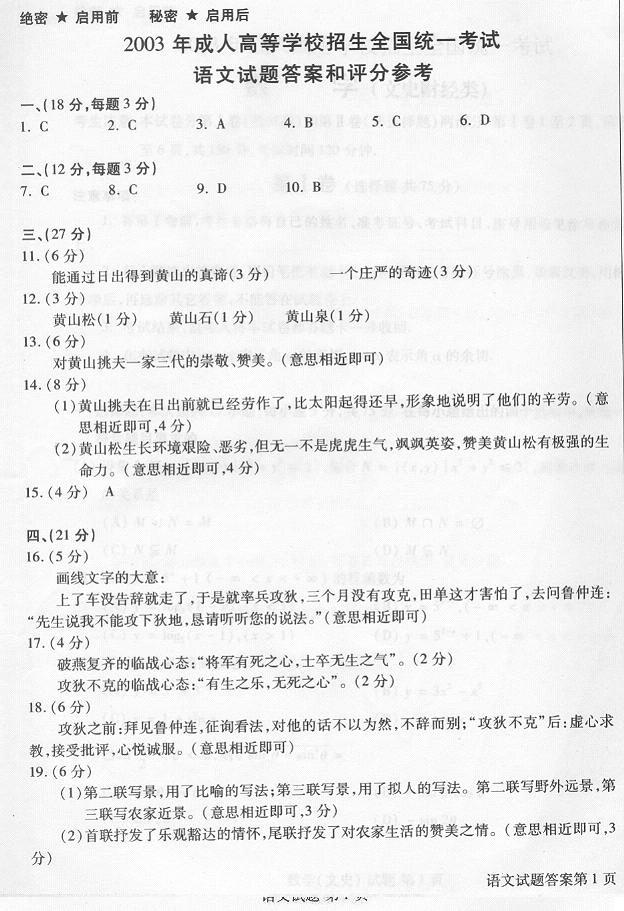 绝密 ★ 启用前 秘密 ★ 启用后
2003 年成人高等学校招生全国统一考试
语文试题答案和评分参考
一、(18 分,每题 3 分)
1. C 2. C 3. A 4. B 5. C 6. D
二、(12 分,每题 3 分)
7. C 8. C 9. D 10. B
三、(27 分)
11. (6 分)
能通过日出得到黄山的真谛(3 分) 一个庄严的奇迹(3 分)
12. (3 分)
黄山松(1 分) 黄山石(1 分) 黄山泉(1 分)
13. (6 分)
对黄山挑夫一家三代的崇敬、赞美。(意思相近即可)
14. (8 分)
(1)黄山挑夫在日出前就已经劳作了,比太阳起得还早,形象地说明了他们的辛劳。(意
思相近即可,4 分)
(2)黄山松生长环境艰险、恶劣,但无一不是虎虎生气,飒飒英姿,赞美黄山松有极强的生
命力。(意思相近即可,4 分)
15. (4 分) A
四、(21 分)
16. (5 分)
画线文字的大意:
上了车没告辞就走了,于是就率兵攻狄,三个月没有攻克,田单这才害怕了,去问鲁仲连:
“先生说我不能攻下狄地,恳请听听您的说法。”(意思相近即可)
17. (4 分)
破燕复齐的临战心态:“将军有死之心,士卒无生之气”。(2 分)
攻狄不克的临战心态:“有生之乐,无死之心”。(2 分)
18. (6 分)
攻狄之前:拜见鲁仲连,征询看法,对他的话不以为然,不辞而别;“攻狄不克”后:虚心求
教,接受批评,心悦诚服。(意思相近即可)
19. (6 分)
(1)第二联写景,用了比喻的写法;第三联写景,用了拟人的写法。第二联写野外远景,第
三联写农家近景。(意思相近即可,3 分)
(2)首联抒发了乐观豁达的情怀,尾联抒发了对农家生活的赞美之情。(意思相近即可,3
分)
语文试题答案第 1 页